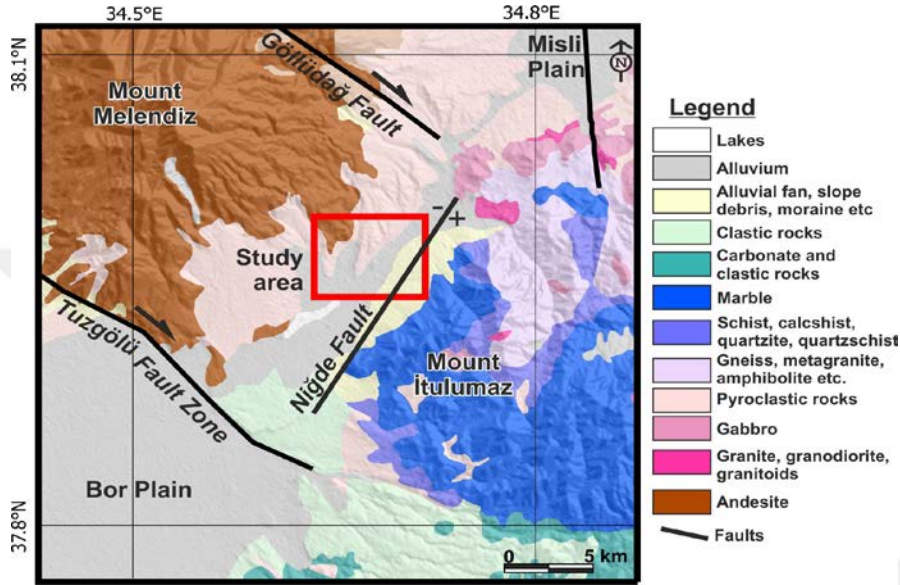 34.5°E
34.8°E
38.1°N
37.8°N
Mount
Melendiz
Göllüdağ Fault
Misli
Plain
N
- +
Study
area
Tuzgölü Fault Zone
Niğde Fault
Mount
İtulumaz
Bor Plain
0 5 km
Legend
Lakes
Alluvium
Alluvial fan, slope
debris, moraine etc
Clastic rocks
Carbonate and
clastic rocks
Marble
Schist, calcshist,
quartzite, quartzschist
Gneiss, metagranite,
amphibolite etc.
Pyroclastic rocks
Gabbro
Granite, granodiorite,
granitoids
Andesite
Faults